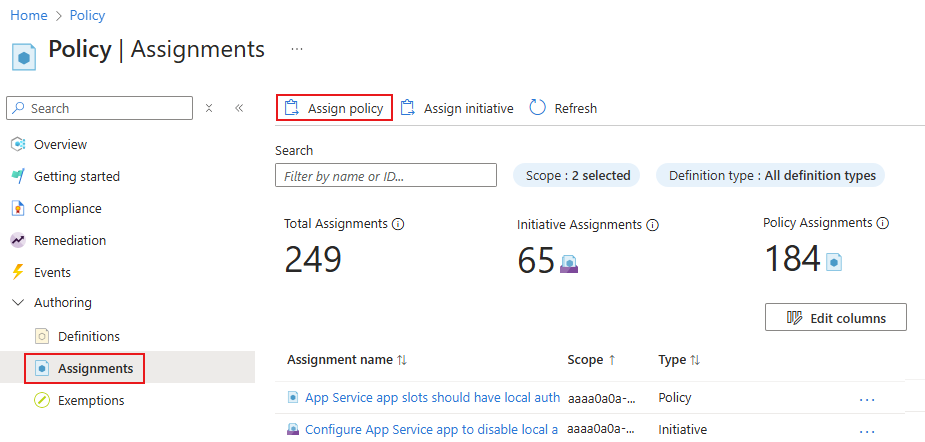 Home > Policy
Policy | Assignments ...
Search
Overview
Getting started
Compliance
Remediation
Events
Authoring
Definitions
Assignments
Exemptions
Assign policy Assign initiative Refresh
Search
Filter by name or ID...
Scope : 2 selected
Definition type : All definition types
Total Assignments
249
Initiative Assignments
65
Policy Assignments
184
Edit columns
Assignment name Scope Type
App Service app slots should have local auth aaaa0a0a-... Policy ...
Configure App Service app to disable local a aaaa0a0a-... Initiative ...